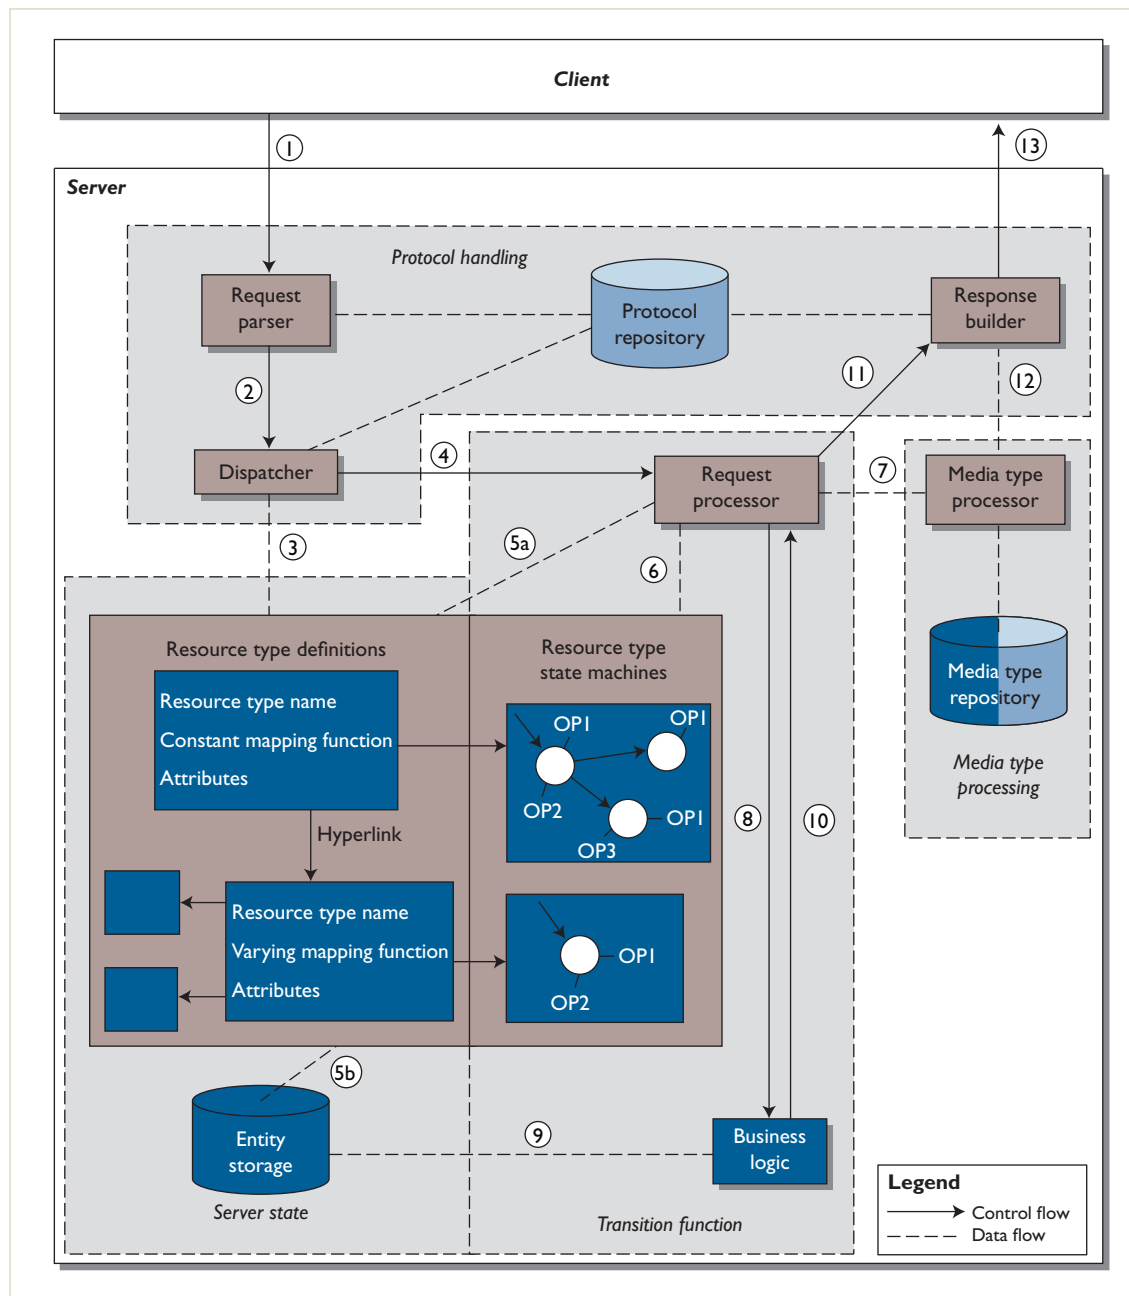 Client
1
13
Server
Protocol handling
Request
parser
Protocol
repository
Response
builder
2
11
12
Dispatcher
4
Request
processor
7
Media type
processor
3
5a
6
Resource type definitions
Resource type
state machines
Resource type name
Constant mapping function
Attributes
OP1
OP1
OP2
OP1
OP3
Media type
repository
Media type
processing
Hyperlink
8
10
Resource type name
Varying mapping function
Attributes
OP1
OP2
5b
Entity
storage
9
Business
logic
Server state
Transition function
Legend
Control flow
Data flow